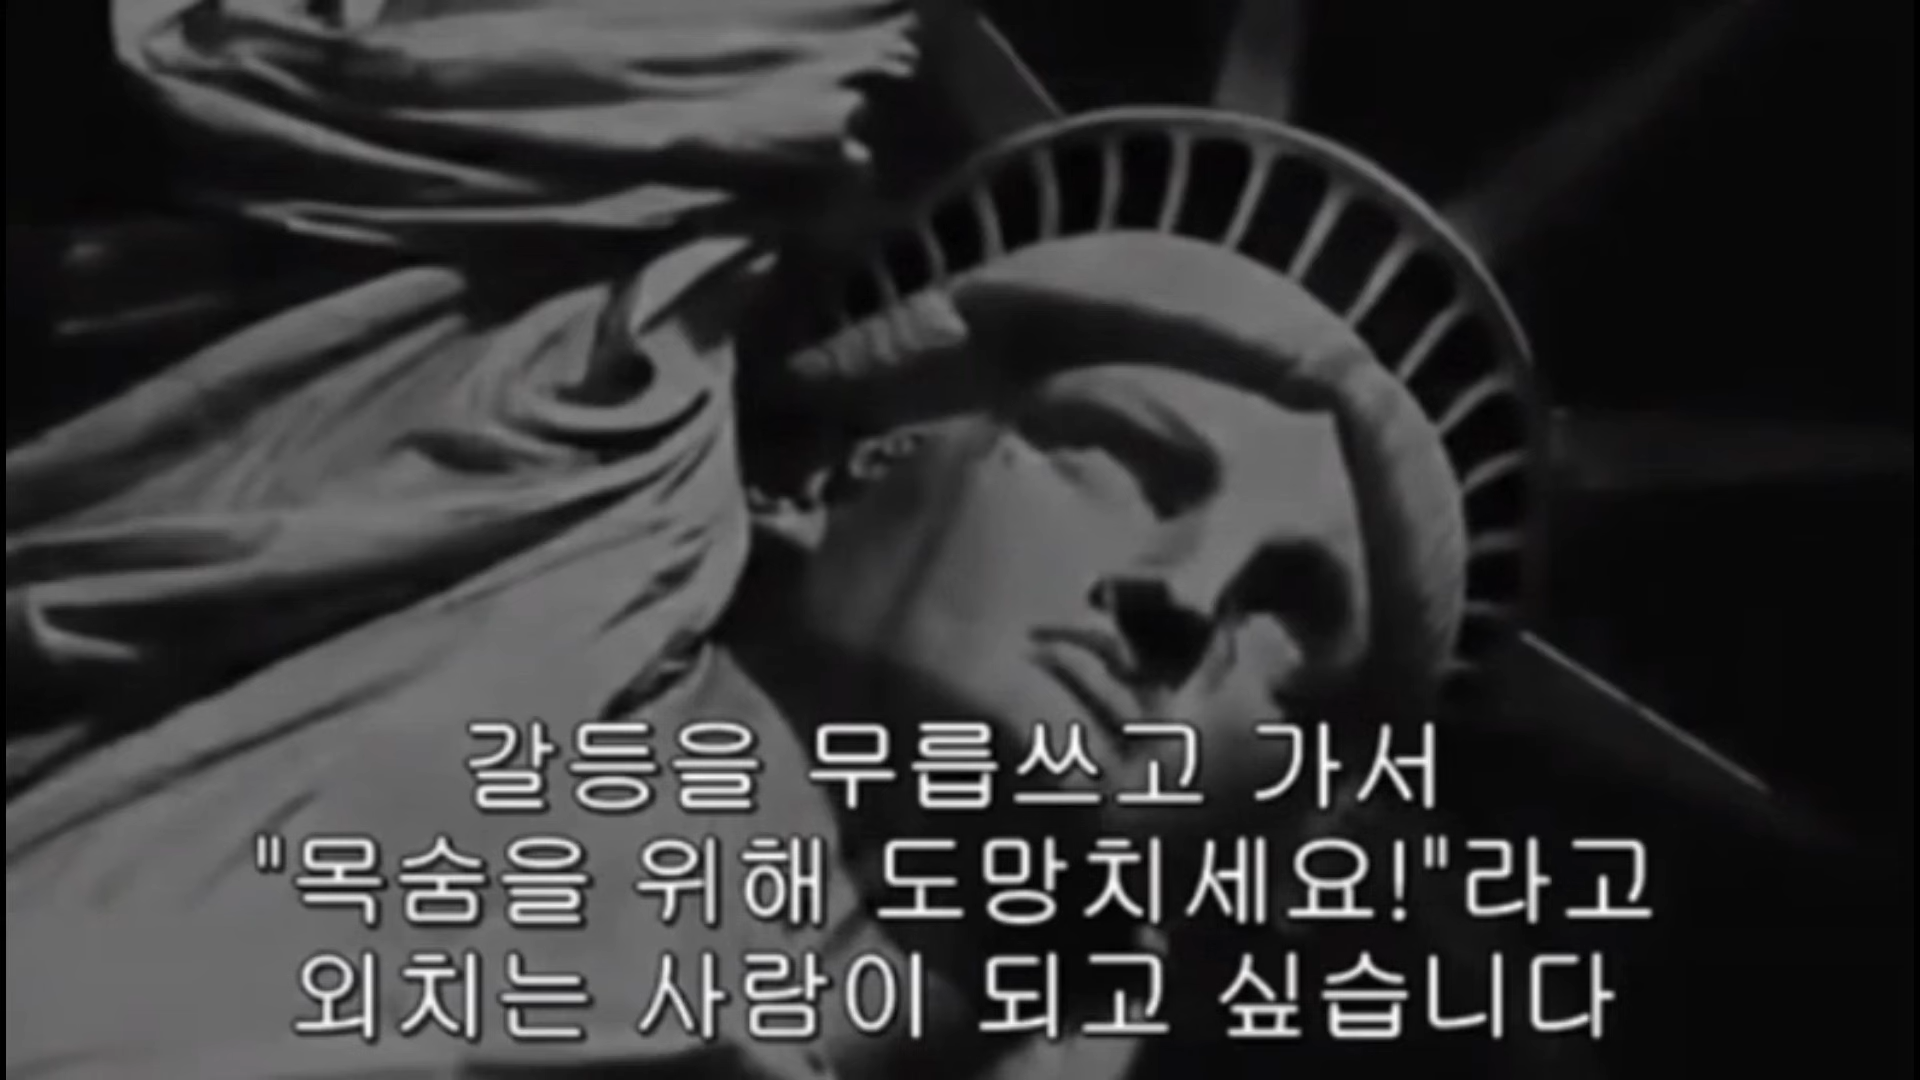 갈등을 무릅쓰고 가서
"목숨을 위해 도망치세요!"라고
외치는 사람이 되고 싶습니다